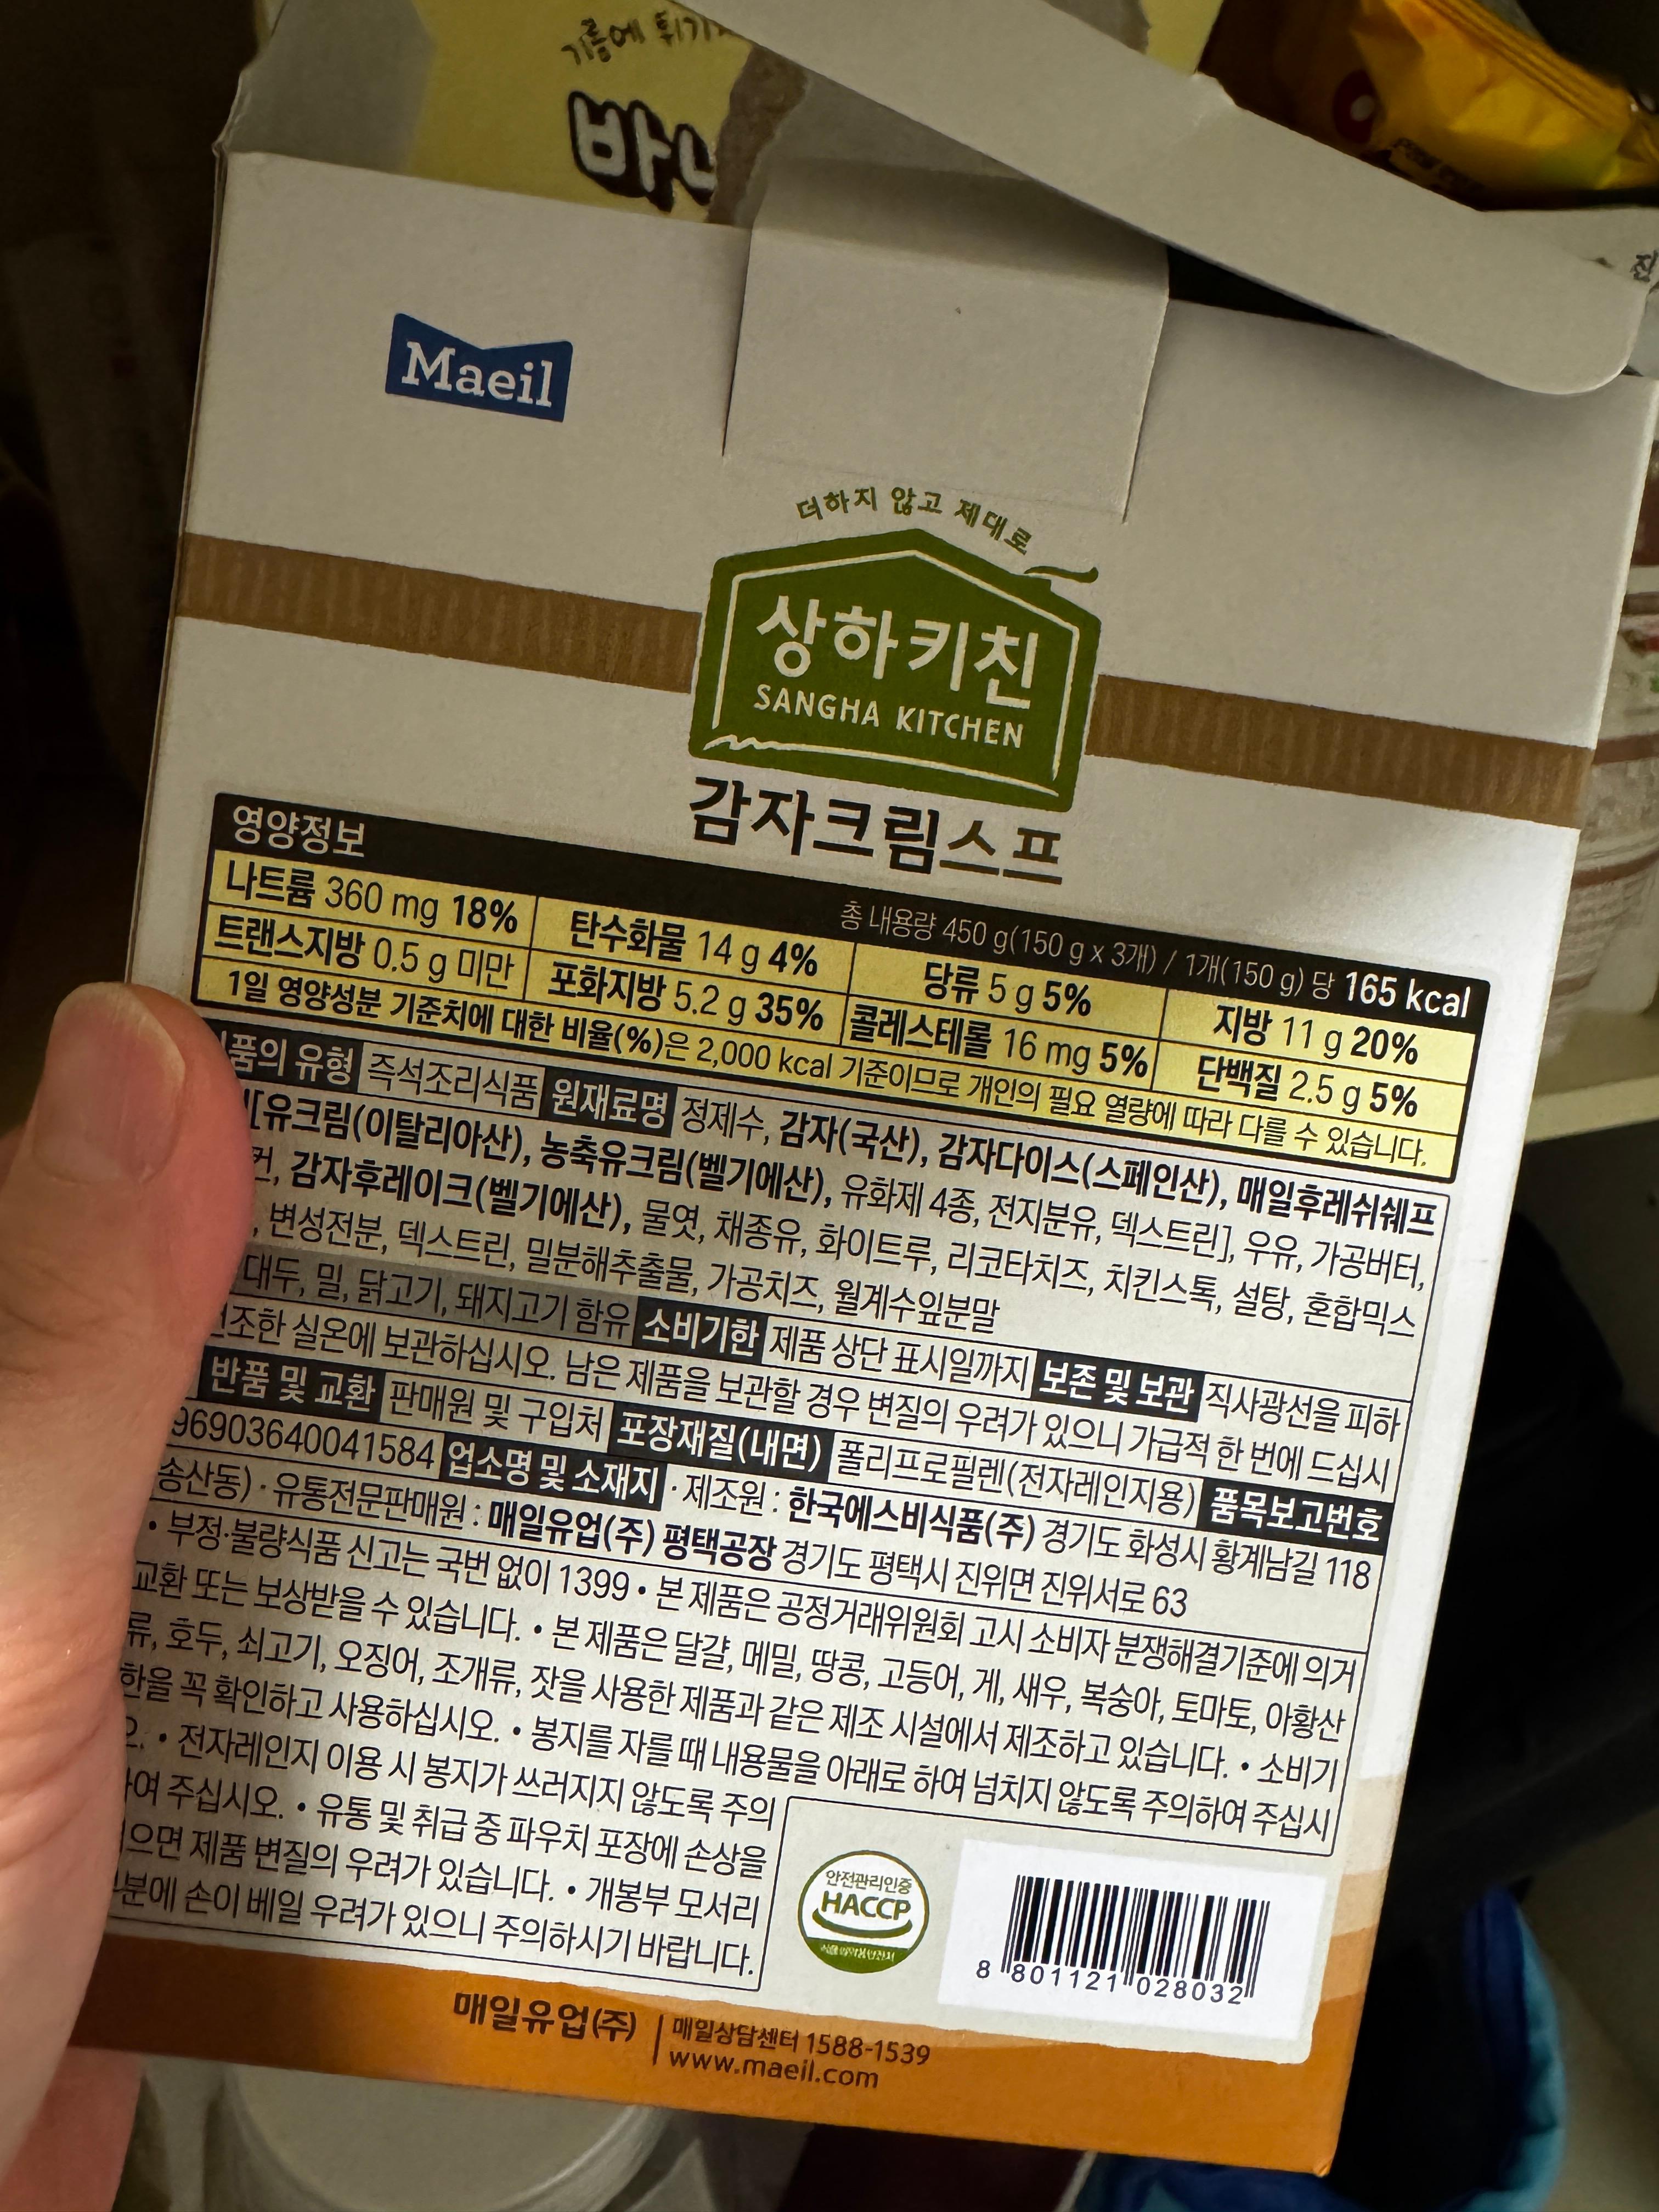 기름에 튀기
바나
Maeil
더하지 않고 제대로
상하키친
SANGHA KITCHEN
감자크림스프
영양정보
총 내용량 450 g(150 g x 3개) / 1개(150 g) 당 165 kcal
나트륨 360 mg 18% 탄수화물 14 g 4% 당류 5 g 5% 지방 11 g 20%
트랜스지방 0.5 g 미만 포화지방 5.2 g 35% 콜레스테롤 16 mg 5% 단백질 2.5 g 5%
1일 영양성분 기준치에 대한 비율(%)은 2,000 kcal 기준이므로 개인의 필요 열량에 따라 다를 수 있습니다.
품의 유형 즉석조리식품 원재료명 정제수, 감자(국산), 감자다이스(스페인산), 매일후레쉬쉐프
[유크림(이탈리아산), 농축유크림(벨기에산), 유화제 4종, 전지분유, 덱스트린], 우유, 가공버터,
컨, 감자후레이크(벨기에산), 물엿, 채종유, 화이트루, 리코타치즈, 치킨스톡, 설탕, 혼합믹스
, 변성전분, 덱스트린, 밀분해추출물, 가공치즈, 월계수잎분말
대두, 밀, 닭고기, 돼지고기 함유 소비기한 제품 상단 표시일까지 보존 및 보관 직사광선을 피하
건조한 실온에 보관하십시오. 남은 제품을 보관할 경우 변질의 우려가 있으니 가급적 한 번에 드십시
반품 및 교환 판매원 및 구입처 포장재질(내면) 폴리프로필렌(전자레인지용) 품목보고번호
96903640041584 업소명 및 소재지 · 제조원 : 한국에스비식품(주) 경기도 화성시 황계남길 118
송산동) · 유통전문판매원 : 매일유업(주) 평택공장 경기도 평택시 진위면 진위서로 63
• 부정·불량식품 신고는 국번 없이 1399 • 본 제품은 공정거래위원회 고시 소비자 분쟁해결기준에 의거
교환 또는 보상받을 수 있습니다. • 본 제품은 달걀, 메밀, 땅콩, 고등어, 게, 새우, 복숭아, 토마토, 아황산
류, 호두, 쇠고기, 오징어, 조개류, 잣을 사용한 제품과 같은 제조 시설에서 제조하고 있습니다. • 소비기
한을 꼭 확인하고 사용하십시오. • 봉지를 자를 때 내용물을 아래로 하여 넘치지 않도록 주의하여 주십시
오. • 전자레인지 이용 시 봉지가 쓰러지지 않도록 주의
하여 주십시오. • 유통 및 취급 중 파우치 포장에 손상을
으면 제품 변질의 우려가 있습니다. • 개봉부 모서리
부분에 손이 베일 우려가 있으니 주의하시기 바랍니다.
안전관리인증
HACCP
식품의약품안전처
8 801121 028032
매일유업(주)
매일상담센터 1588-1539
www.maeil.com